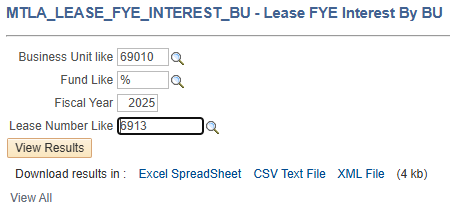 MTLA_LEASE_FYE_INTEREST_BU - Lease FYE Interest By BU
Business Unit like 69010
Fund Like %
Fiscal Year 2025
Lease Number Like 6913
View Results
Download results in : Excel SpreadSheet CSV Text File XML File (4 kb)
View All